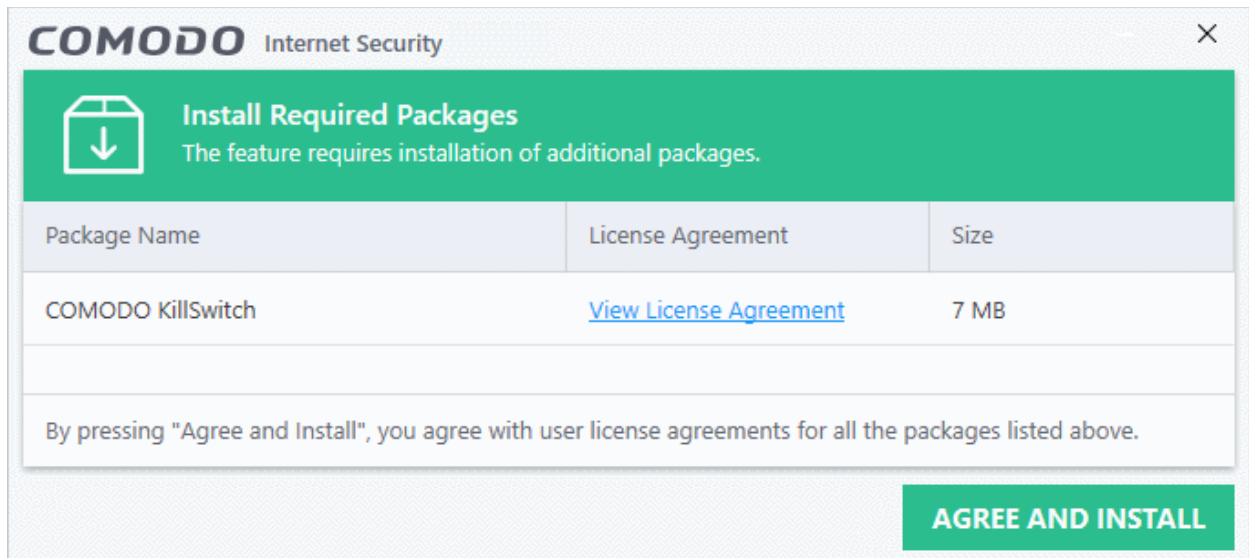 COMODO Internet Security
Install Required Packages
The feature requires installation of additional packages.
Package Name License Agreement Size
COMODO KillSwitch View License Agreement 7 MB
By pressing "Agree and Install", you agree with user license agreements for all the packages listed above.
AGREE AND INSTALL